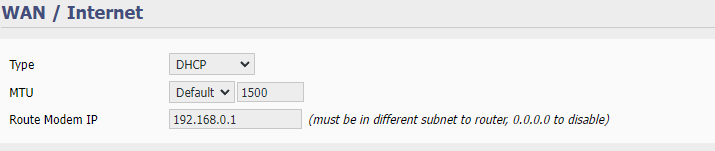 WAN / Internet
Type DHCP
MTU Default 1500
Route Modem IP 192.168.0.1 (must be in different subnet to router, 0.0.0.0 to disable)